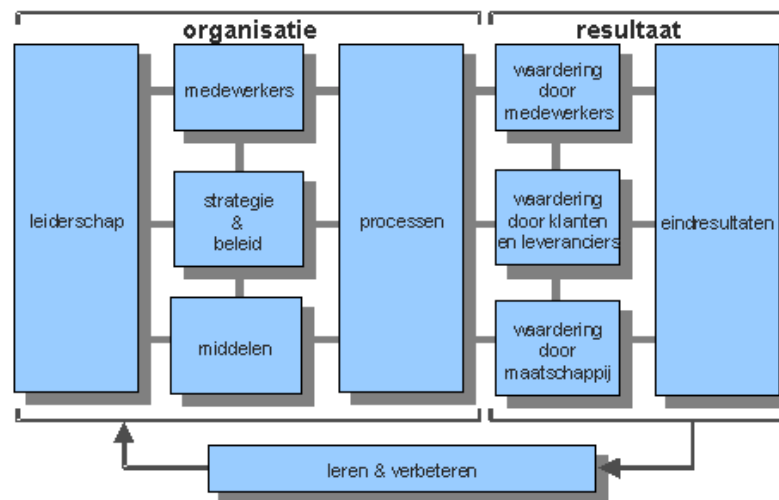 organisatie
resultaat
leiderschap
medewerkers
strategie
&
beleid
middelen
processen
waardering
door
medewerkers
waardering
door klanten
en leveranciers
waardering
door
maatschappij
eindresultaten
leren & verbeteren